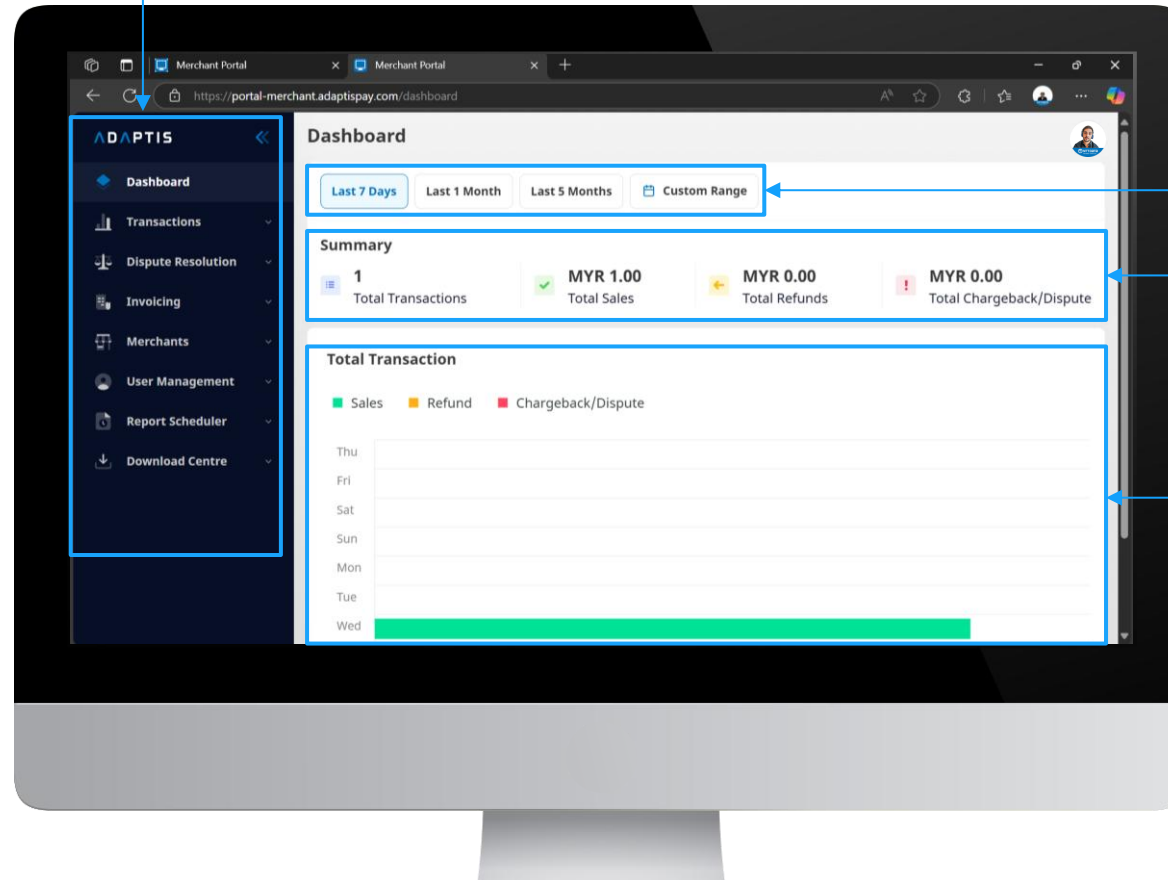 Merchant Portal
Merchant Portal
https://portal-merchant.adaptispay.com/dashboard
ADAPTIS
Dashboard
Transactions
Dispute Resolution
Invoicing
Merchants
User Management
Report Scheduler
Download Centre
Dashboard
Last 7 Days Last 1 Month Last 5 Months Custom Range
Summary
1 MYR 1.00 MYR 0.00 MYR 0.00
Total Transactions Total Sales Total Refunds Total Chargeback/Dispute
Total Transaction
Sales Refund Chargeback/Dispute
Thu
Fri
Sat
Sun
Mon
Tue
Wed